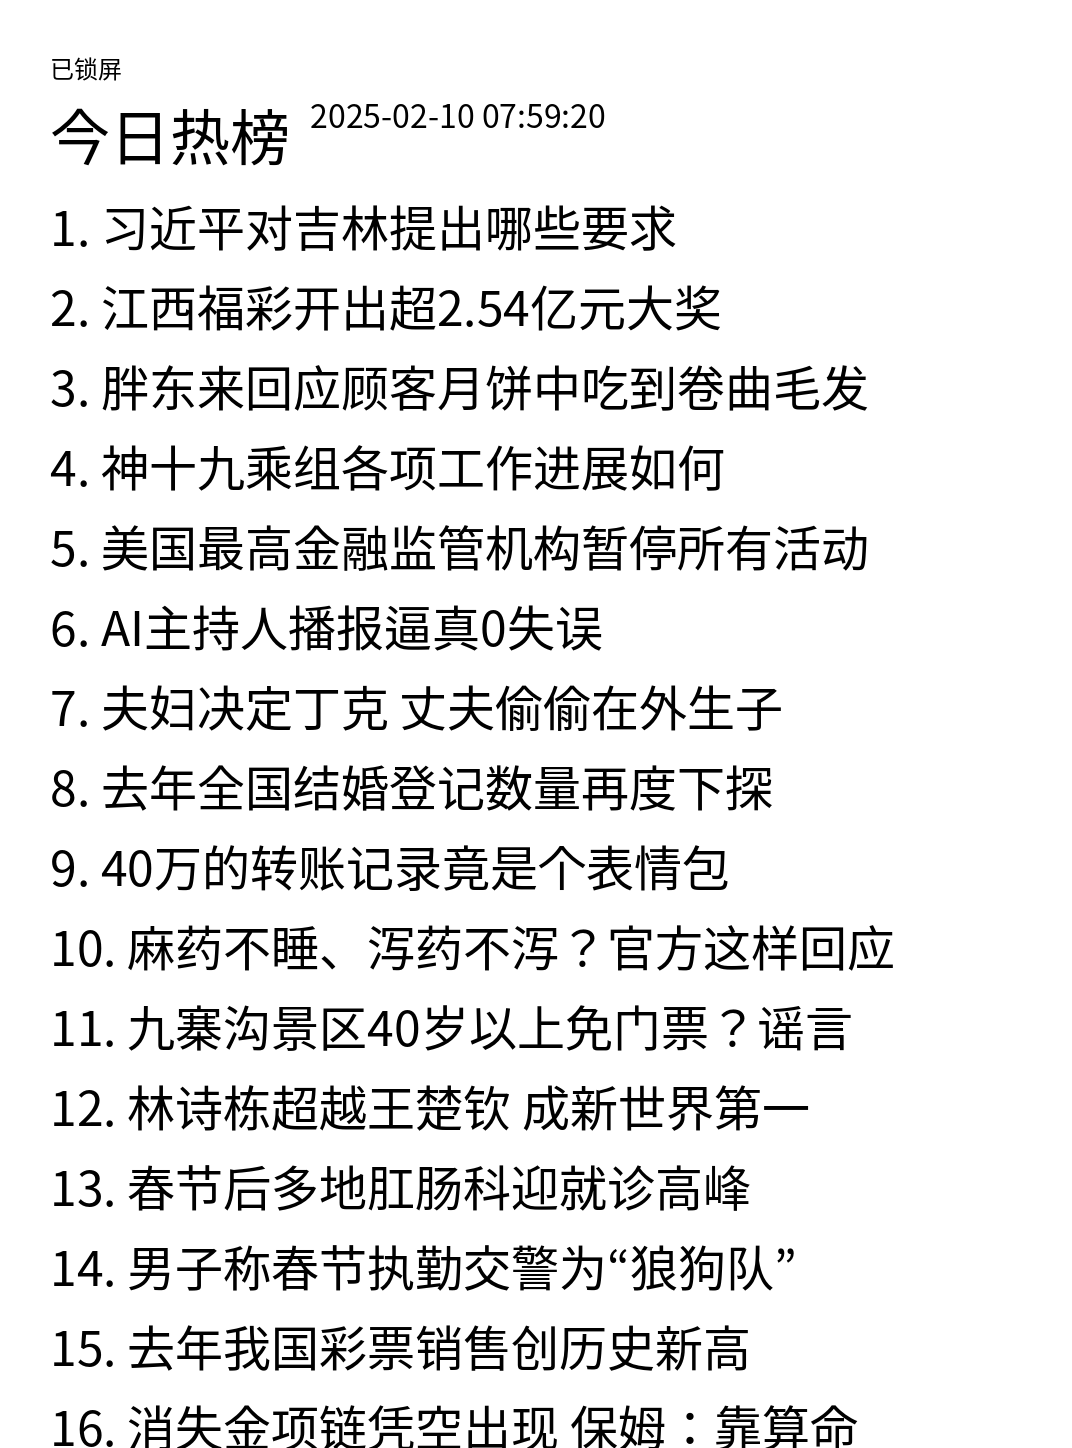 已锁屏
今日热榜 2025-02-10 07:59:20
1. 习近平对吉林提出哪些要求
2. 江西福彩开出超2.54亿元大奖
3. 胖东来回应顾客月饼中吃到卷曲毛发
4. 神十九乘组各项工作进展如何
5. 美国最高金融监管机构暂停所有活动
6. AI主持人播报逼真0失误
7. 夫妇决定丁克 丈夫偷偷在外生子
8. 去年全国结婚登记数量再度下探
9. 40万的转账记录竟是个表情包
10. 麻药不睡、泻药不泻？官方这样回应
11. 九寨沟景区40岁以上免门票？谣言
12. 林诗栋超越王楚钦 成新世界第一
13. 春节后多地肛肠科迎就诊高峰
14. 男子称春节执勤交警为“狼狗队”
15. 去年我国彩票销售创历史新高
16. 消失金项链凭空出现 保姆：靠算命